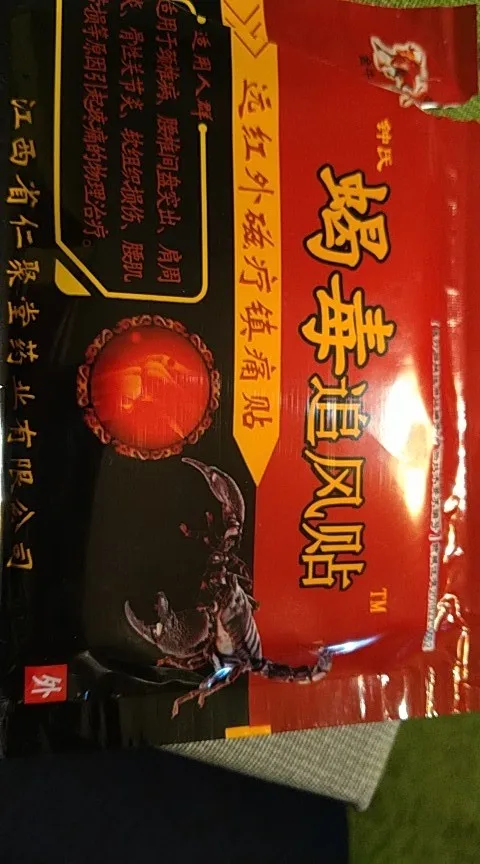 钟氏
蝎毒追风贴
TM
远红外磁疗镇痛贴
适用人群
适用于颈椎病、腰椎间盘突出、肩周
炎、骨性关节炎、软组织损伤、腰肌
劳损等原因引起疼痛的物理治疗。
江西省仁聚堂药业有限公司
外